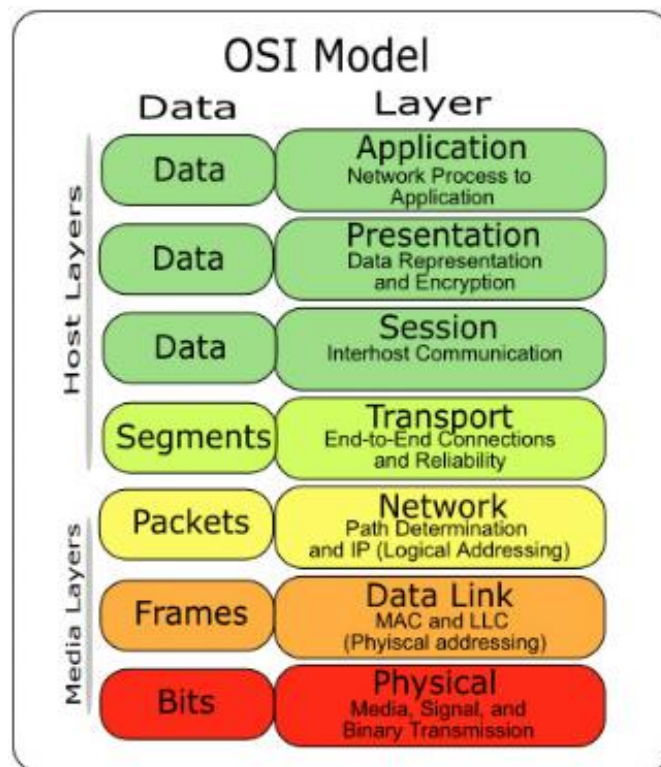 OSI Model
Data Layer
Host Layers
Data
Application
Network Process to
Application
Data
Presentation
Data Representation
and Encryption
Data
Session
Interhost Communication
Segments
Transport
End-to-End Connections
and Reliability
Media Layers
Packets
Network
Path Determination
and IP (Logical Addressing)
Frames
Data Link
MAC and LLC
(Phyiscal addressing)
Bits
Physical
Media, Signal, and
Binary Transmission